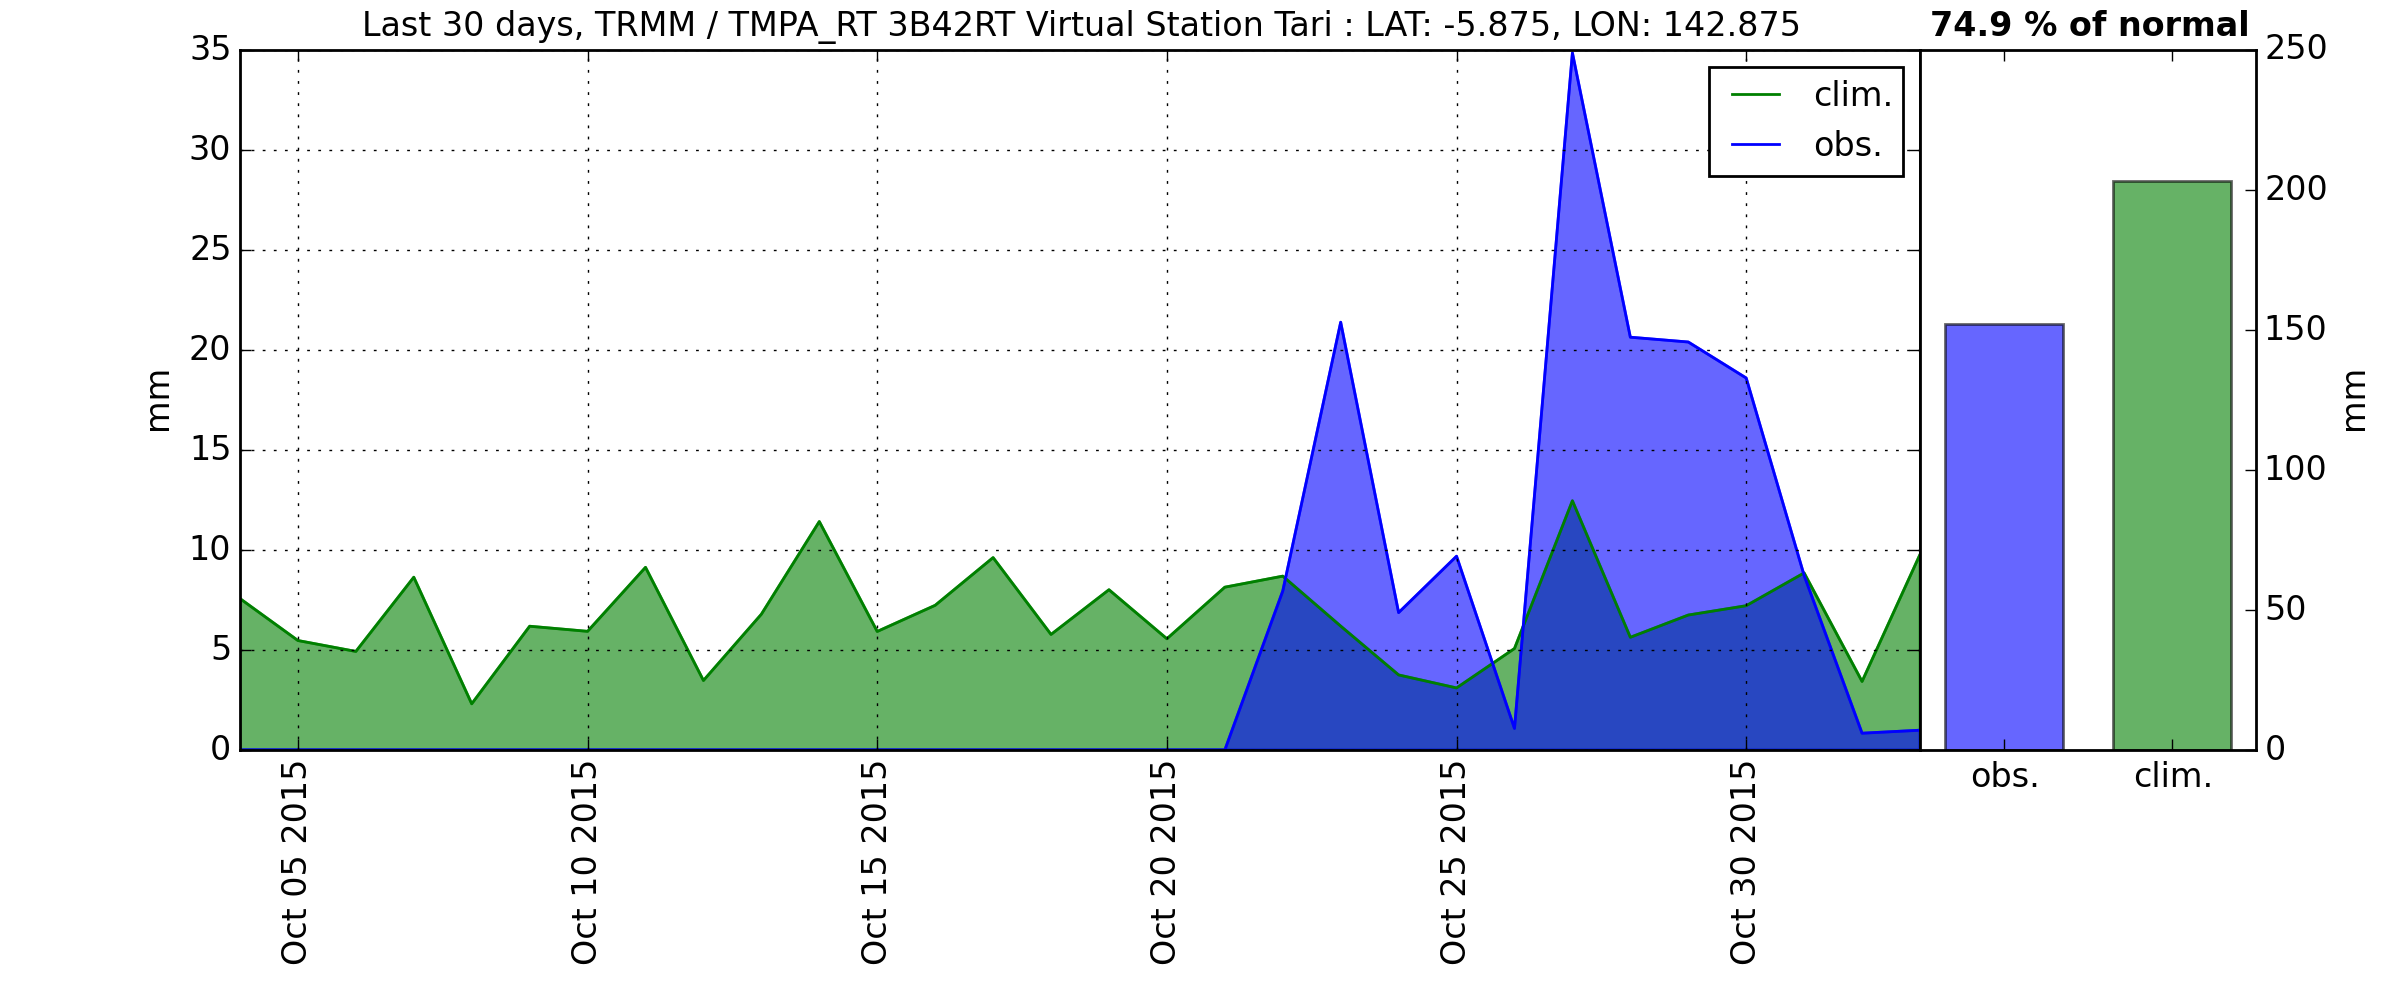 Last 30 days, TRMM / TMPA_RT 3B42RT Virtual Station Tari : LAT: -5.875, LON: 142.875
74.9 % of normal
35
30
25
20
15
10
5
0
mm
clim.
obs.
250
200
150
100
50
0
mm
obs.
clim.
Oct 05 2015
Oct 10 2015
Oct 15 2015
Oct 20 2015
Oct 25 2015
Oct 30 2015